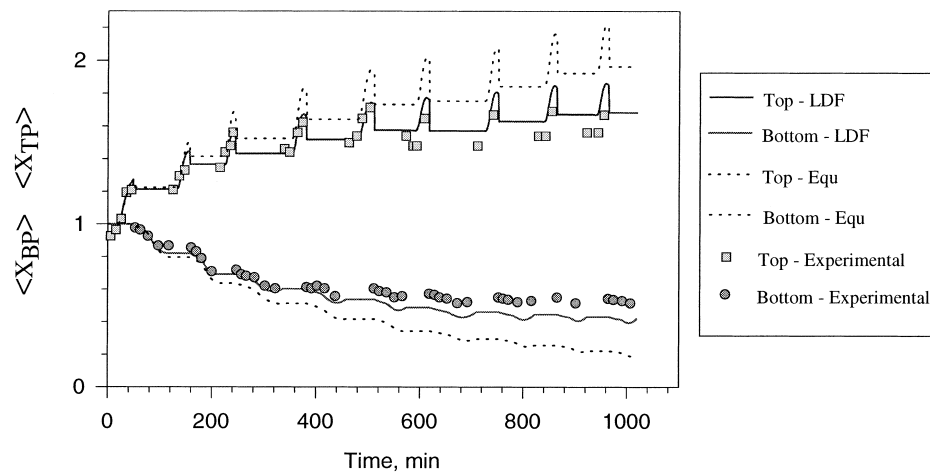 2
1
0
<X_BP> <X_TP>
0 200 400 600 800 1000
Time, min
Top - LDF
Bottom - LDF
Top - Equ
Bottom - Equ
Top - Experimental
Bottom - Experimental